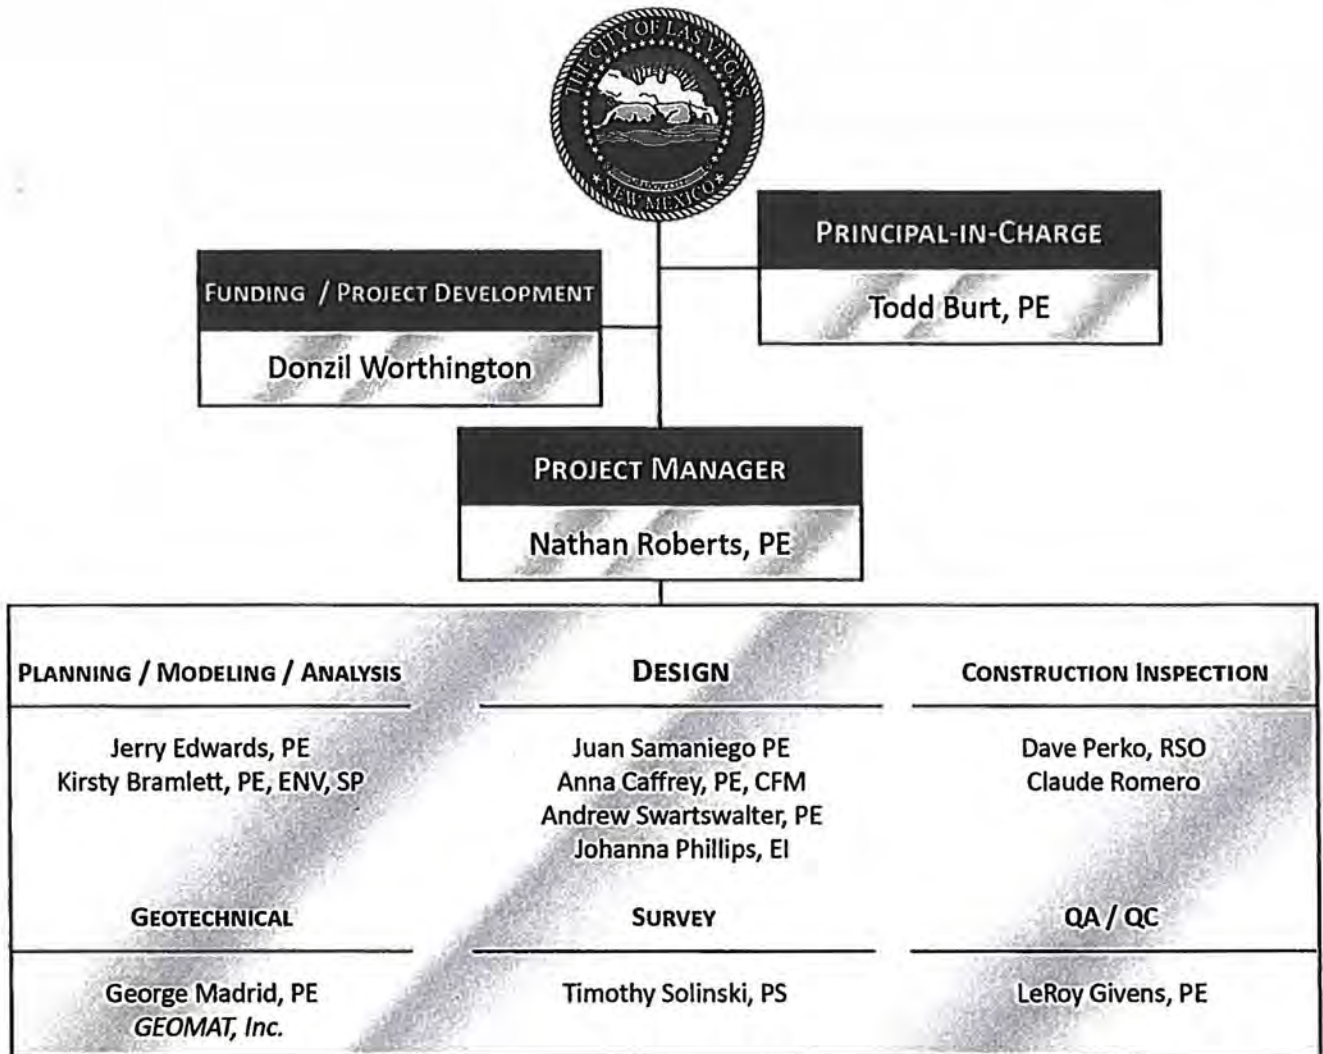 THE CITY OF LAS VEGAS
NEW MEXICO
PRINCIPAL-IN-CHARGE
Todd Burt, PE
FUNDING / PROJECT DEVELOPMENT
Donzil Worthington
PROJECT MANAGER
Nathan Roberts, PE
PLANNING / MODELING / ANALYSIS
Jerry Edwards, PE
Kirsty Bramlett, PE, ENV, SP
DESIGN
Juan Samaniego PE
Anna Caffrey, PE, CFM
Andrew Swartswalter, PE
Johanna Phillips, EI
CONSTRUCTION INSPECTION
Dave Perko, RSO
Claude Romero
GEOTECHNICAL
George Madrid, PE
GEOMAT, Inc.
SURVEY
Timothy Solinski, PS
QA / QC
LeRoy Givens, PE